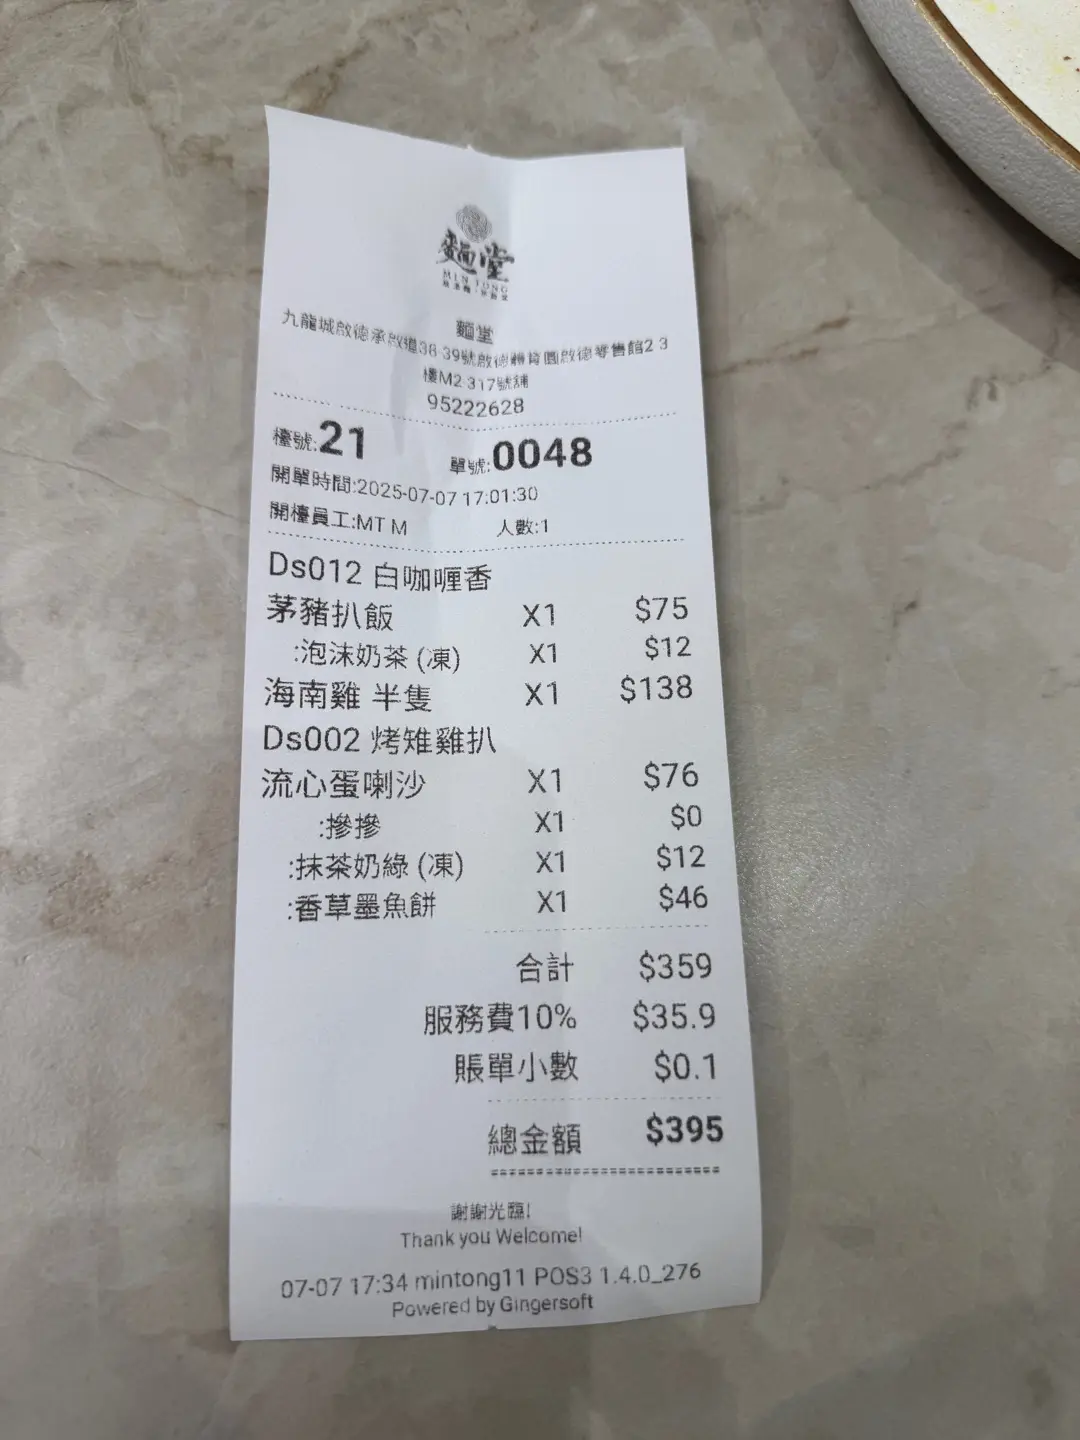 麵堂
MIN TONG
麵堂
九龍城啟德承啟道38-39號啟德體育園啟德零售館2 3
樓M2-317號舖
95222628
檯號:21 單號:0048
開單時間:2025-07-07 17:01:30
開檯員工:MT M 人數:1
Ds012 白咖喱香
茅豬扒飯 X1 $75
:泡沫奶茶 (凍) X1 $12
海南雞 半隻 X1 $138
Ds002 烤雉雞扒
流心蛋喇沙 X1 $76
:摻摻 X1 $0
:抹茶奶綠 (凍) X1 $12
:香草墨魚餅 X1 $46
合計 $359
服務費10% $35.9
賬單小數 $0.1
總金額 $395
謝謝光臨!
Thank you Welcome!
07-07 17:34 mintong11 POS3 1.4.0_276
Powered by Gingersoft